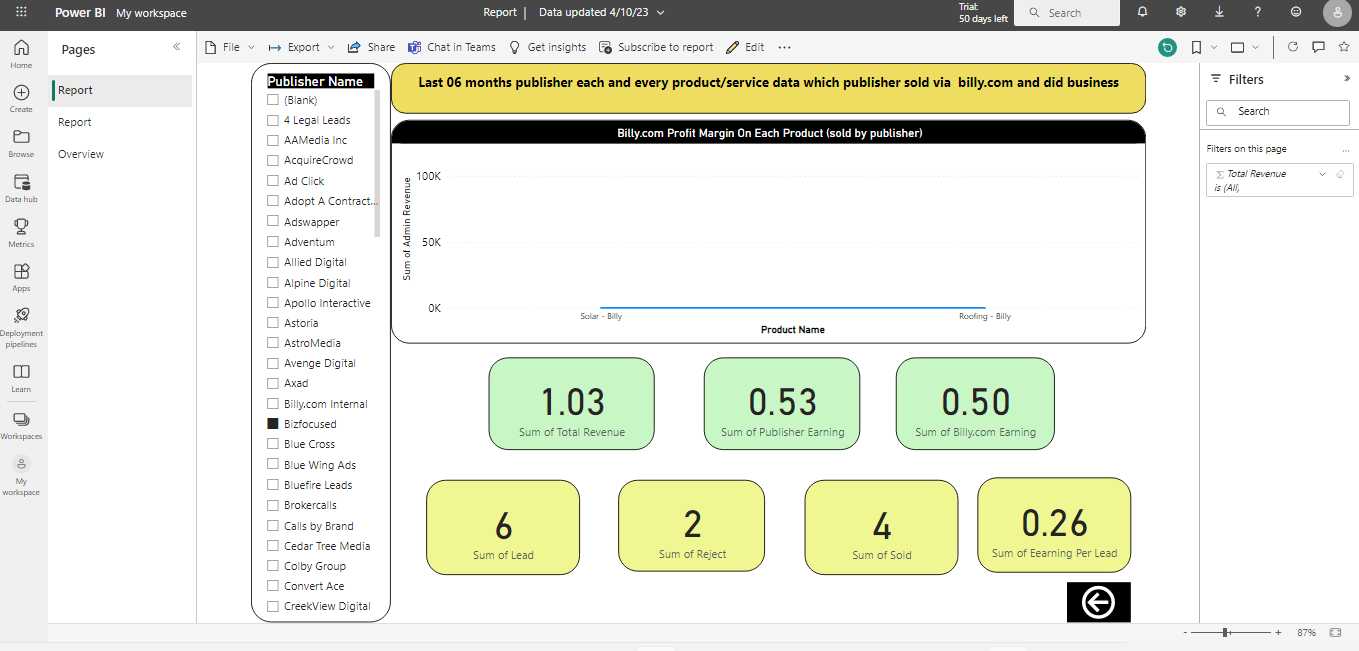 Power BI My workspace
Report | Data updated 4/10/23
Trial:
50 days left
Search
?
Home
Create
Browse
Data hub
Metrics
Apps
Deployment
pipelines
Learn
Workspaces
My
workspace
Pages
Report
Report
Overview
File
Export
Share
Chat in Teams
Get insights
Subscribe to report
Edit
...
Publisher Name
(Blank)
4 Legal Leads
AAMedia Inc
AcquireCrowd
Ad Click
Adopt A Contract...
Adswapper
Adventum
Allied Digital
Alpine Digital
Apollo Interactive
Astoria
AstroMedia
Avenge Digital
Axad
Billy.com Internal
Bizfocused
Blue Cross
Blue Wing Ads
Bluefire Leads
Brokercalls
Calls by Brand
Cedar Tree Media
Colby Group
Convert Ace
CreekView Digital
Last 06 months publisher each and every product/service data which publisher sold via billy.com and did business
Billy.com Profit Margin On Each Product (sold by publisher)
Sum of Admin Revenue
100K
50K
0K
Solar - Billy
Roofing - Billy
Product Name
1.03
Sum of Total Revenue
0.53
Sum of Publisher Earning
0.50
Sum of Billy.com Earning
6
Sum of Lead
2
Sum of Reject
4
Sum of Sold
0.26
Sum of Eearning Per Lead
Filters
Search
Filters on this page
...
Σ Total Revenue
is (All)
- + 87%